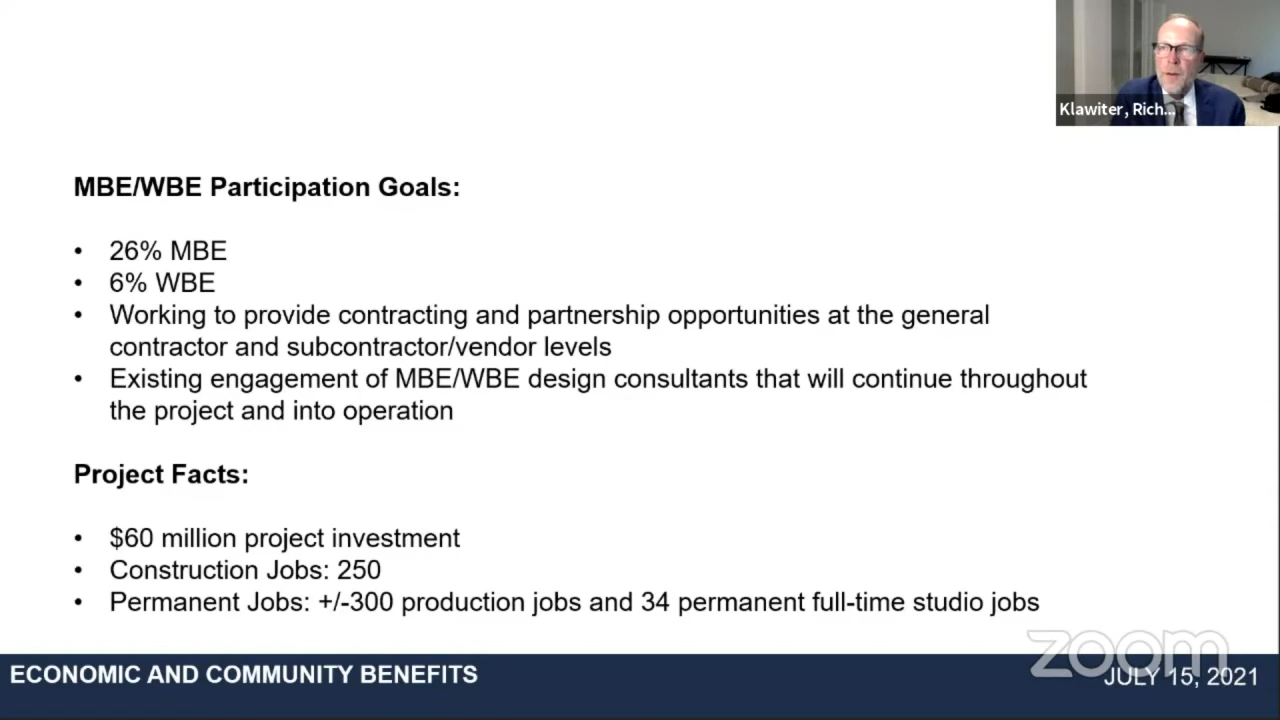 Klawiter, Rich...
MBE/WBE Participation Goals:
• 26% MBE
• 6% WBE
• Working to provide contracting and partnership opportunities at the general
contractor and subcontractor/vendor levels
• Existing engagement of MBE/WBE design consultants that will continue throughout
the project and into operation
Project Facts:
• $60 million project investment
• Construction Jobs: 250
• Permanent Jobs: +/-300 production jobs and 34 permanent full-time studio jobs
zoom
ECONOMIC AND COMMUNITY BENEFITS
JULY 15, 2021